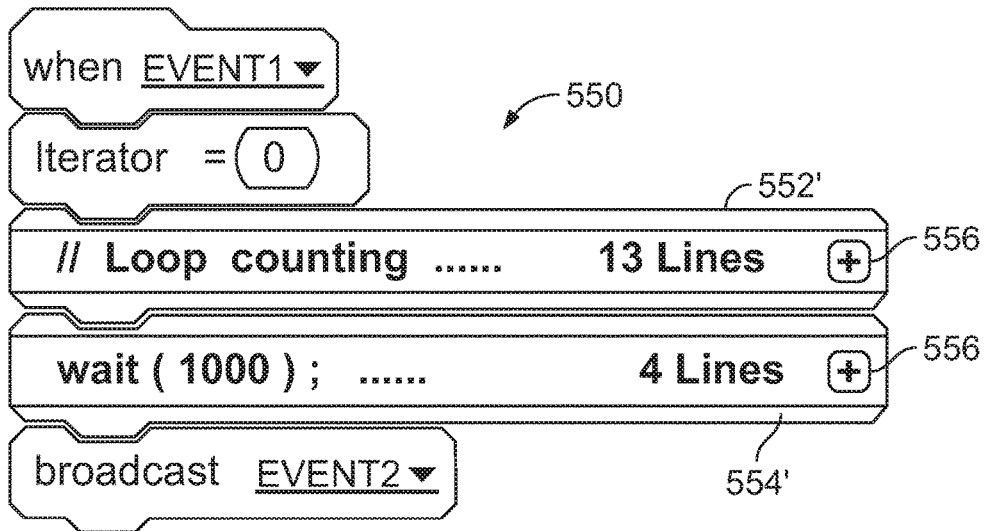 when EVENT1
550
Iterator = 0
552'
// Loop counting ...... 13 Lines +
556
wait ( 1000 ) ; ...... 4 Lines +
556
554'
broadcast EVENT2